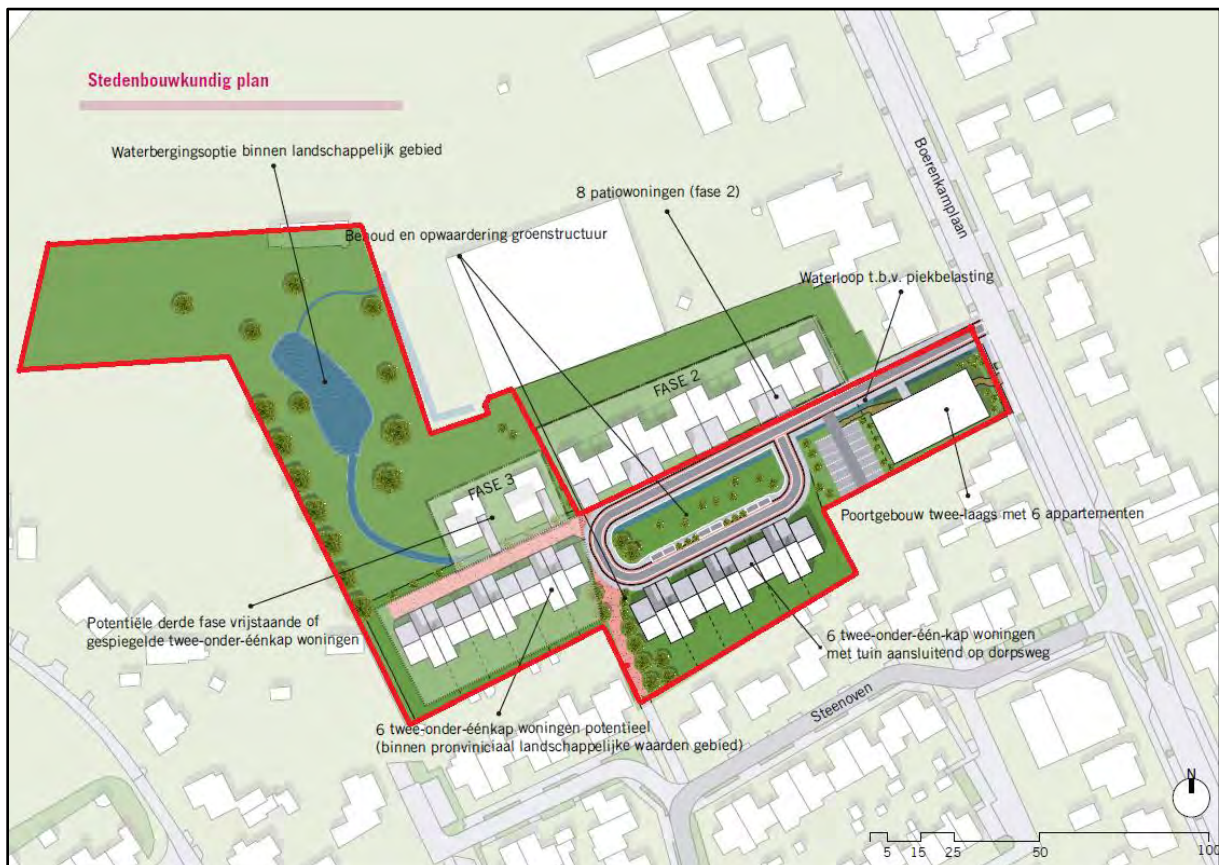 Stedenbouwkundig plan
Waterbergingsoptie binnen landschappelijk gebied
8 patiowoningen (fase 2)
Boerenkamplaan
Behoud en opwaardering groenstructuur
Waterloop t.b.v. piekbelasting
FASE 2
FASE 3
Poortgebouw twee-laags met 6 appartementen
Potentiële derde fase vrijstaande of
gespiegelde twee-onder-éénkap woningen
6 twee-onder-één-kap woningen
met tuin aansluitend op dorpsweg
Steenoven
6 twee-onder-éénkap woningen potentieel
(binnen pronviniciaal landschappelijke waarden gebied)
N
5 15 25 50 100